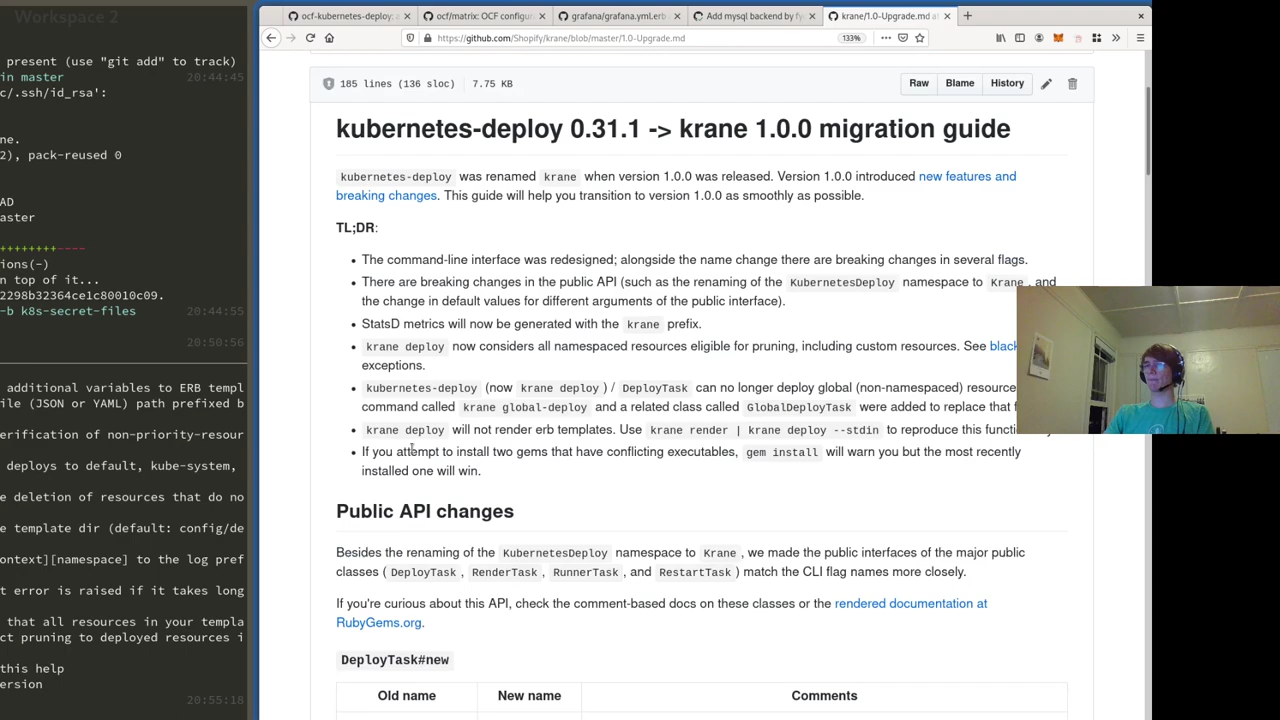 Workspace 2
present (use "git add" to track)
in master 20:44:45
c/.ssh/id_rsa':
ne.
2), pack-reused 0
AD
aster
++++++++----
ions(-)
n top of it...
2298b32364ce1c80010c09.
-b k8s-secret-files 20:44:55
20:50:56
additional variables to ERB templ
ile (JSON or YAML) path prefixed b
erification of non-priority-resour
deploys to default, kube-system,
e deletion of resources that do no
e template dir (default: config/de
ontext][namespace] to the log pref
t error is raised if it takes long
that all resources in your templa
ct pruning to deployed resources i
this help
ersion
20:55:18
ocf-kubernetes-deploy: a
ocf/matrix: OCF configur
grafana/grafana.yml.erb
Add mysql backend by fy
krane/1.0-Upgrade.md at
https://github.com/Shopify/krane/blob/master/1.0-Upgrade.md 133%
185 lines (136 sloc) 7.75 KB Raw Blame History
kubernetes-deploy 0.31.1 -> krane 1.0.0 migration guide
kubernetes-deploy was renamed krane when version 1.0.0 was released. Version 1.0.0 introduced new features and
breaking changes. This guide will help you transition to version 1.0.0 as smoothly as possible.
TL;DR:
• The command-line interface was redesigned; alongside the name change there are breaking changes in several flags.
• There are breaking changes in the public API (such as the renaming of the KubernetesDeploy namespace to Krane, and
the change in default values for different arguments of the public interface).
• StatsD metrics will now be generated with the krane prefix.
• krane deploy now considers all namespaced resources eligible for pruning, including custom resources. See black
exceptions.
• kubernetes-deploy (now krane deploy) / DeployTask can no longer deploy global (non-namespaced) resource
command called krane global-deploy and a related class called GlobalDeployTask were added to replace that f
• krane deploy will not render erb templates. Use krane render | krane deploy --stdin to reproduce this functi
• If you attempt to install two gems that have conflicting executables, gem install will warn you but the most recently
installed one will win.
Public API changes
Besides the renaming of the KubernetesDeploy namespace to Krane, we made the public interfaces of the major public
classes (DeployTask, RenderTask, RunnerTask, and RestartTask) match the CLI flag names more closely.
If you're curious about this API, check the comment-based docs on these classes or the rendered documentation at
RubyGems.org.
DeployTask#new
Old name New name Comments